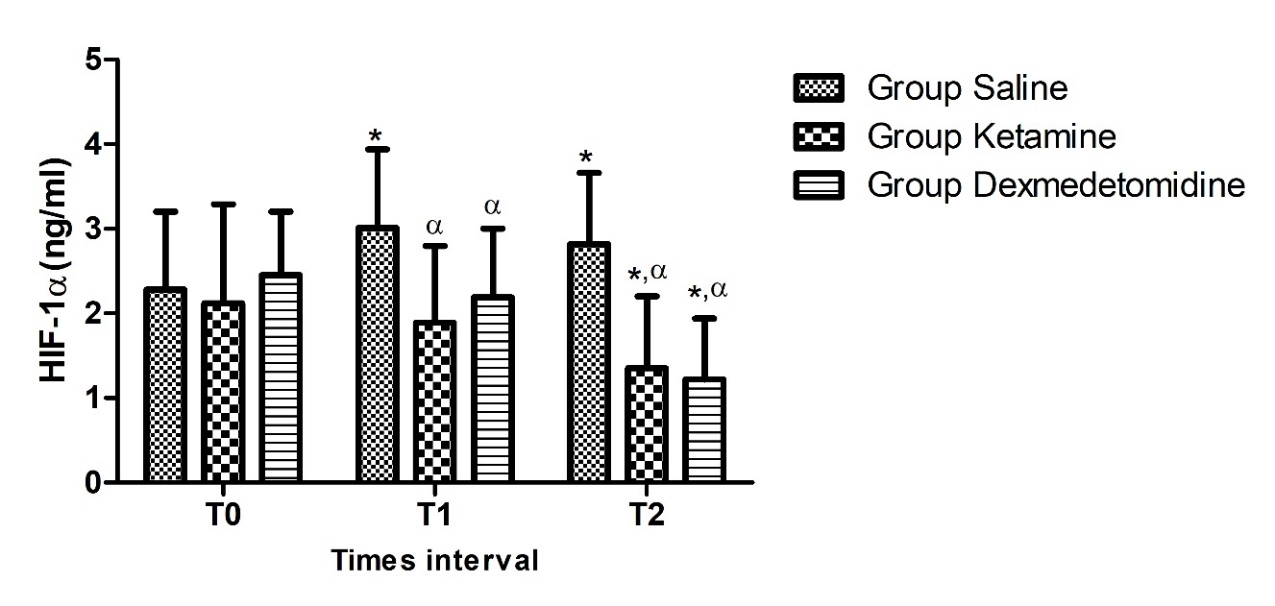 HIF-1α (ng/ml)
5
4
3
2
1
0
*
α
α
*
*,α
*,α
T0
T1
T2
Times interval
Group Saline
Group Ketamine
Group Dexmedetomidine